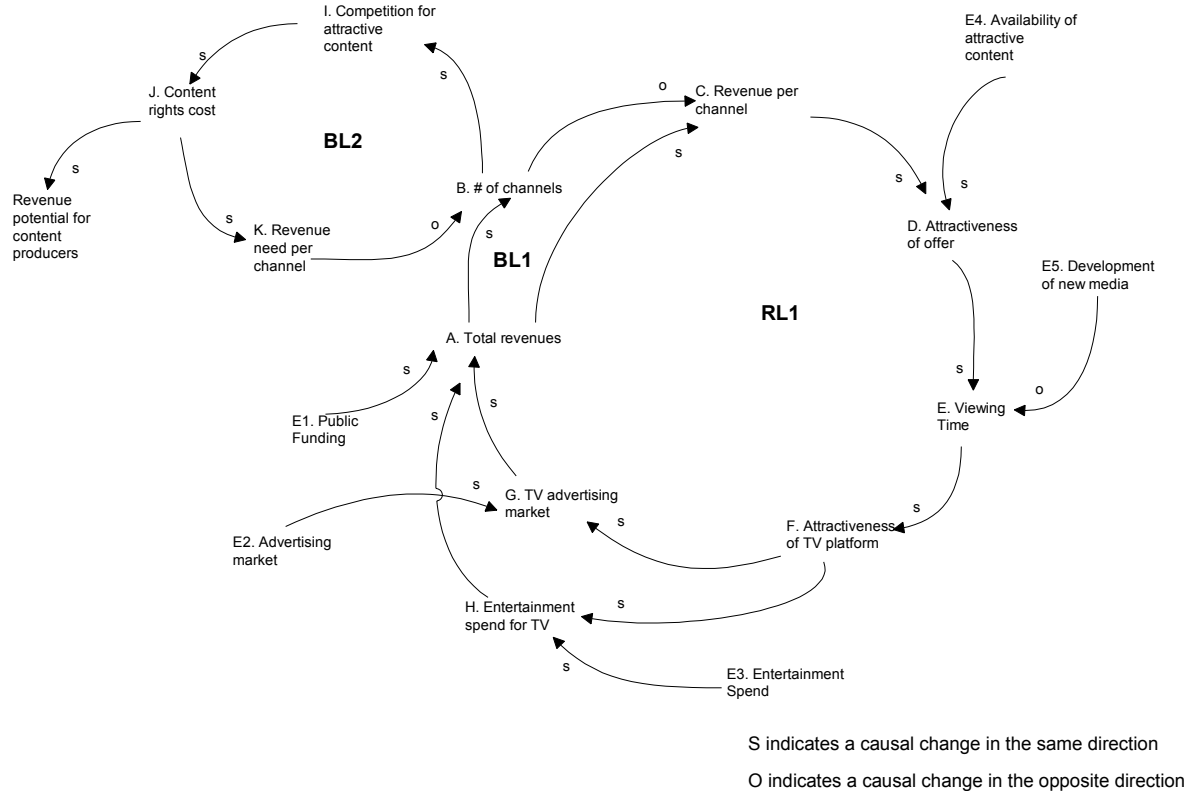 I. Competition for
attractive
content
s
s
J. Content
rights cost
BL2
s
Revenue
potential for
content
producers
s
K. Revenue
need per
channel
o
B. # of channels
s
BL1
o
C. Revenue per
channel
s
E4. Availability of
attractive
content
s
s
D. Attractiveness
of offer
E5. Development
of new media
RL1
s
o
E. Viewing
Time
A. Total revenues
s
E1. Public
Funding
s
s
s
G. TV advertising
market
E2. Advertising
market
s
F. Attractiveness
of TV platform
s
H. Entertainment
spend for TV
s
s
E3. Entertainment
Spend
S indicates a causal change in the same direction
O indicates a causal change in the opposite direction